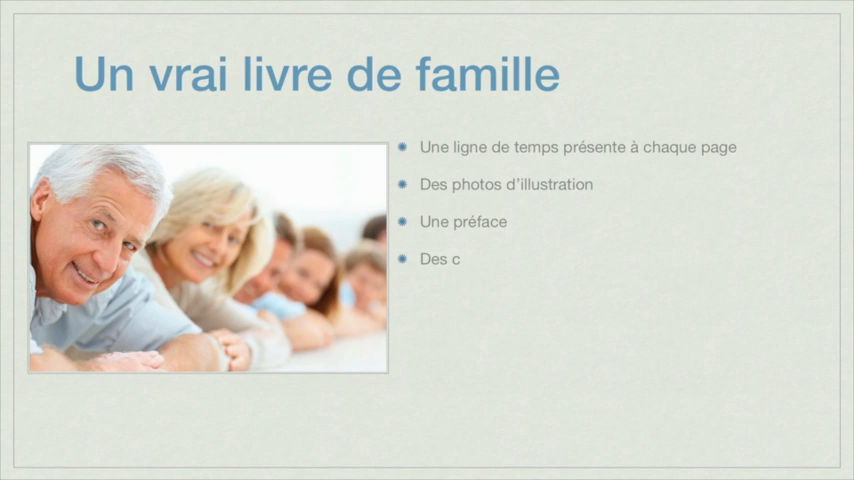 Un vrai livre de famille
Une ligne de temps présente à chaque page
Des photos d’illustration
Une préface
Des c